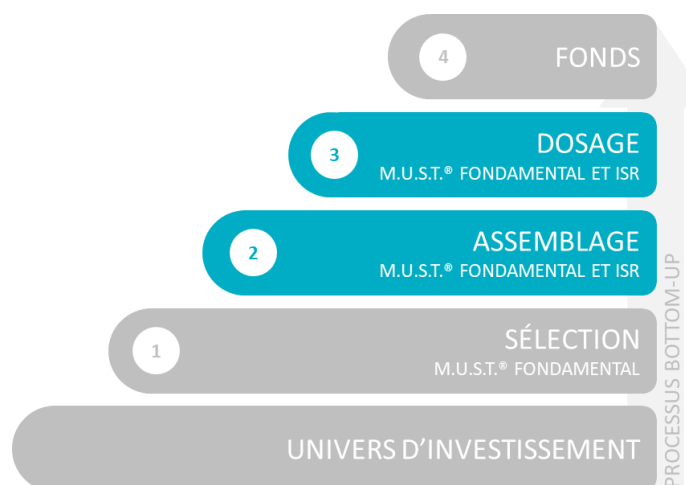 4
FONDS
3
DOSAGE
M.U.S.T.® FONDAMENTAL ET ISR
2
ASSEMBLAGE
M.U.S.T.® FONDAMENTAL ET ISR
1
SÉLECTION
M.U.S.T.® FONDAMENTAL
UNIVERS D’INVESTISSEMENT
PROCESSUS BOTTOM-UP